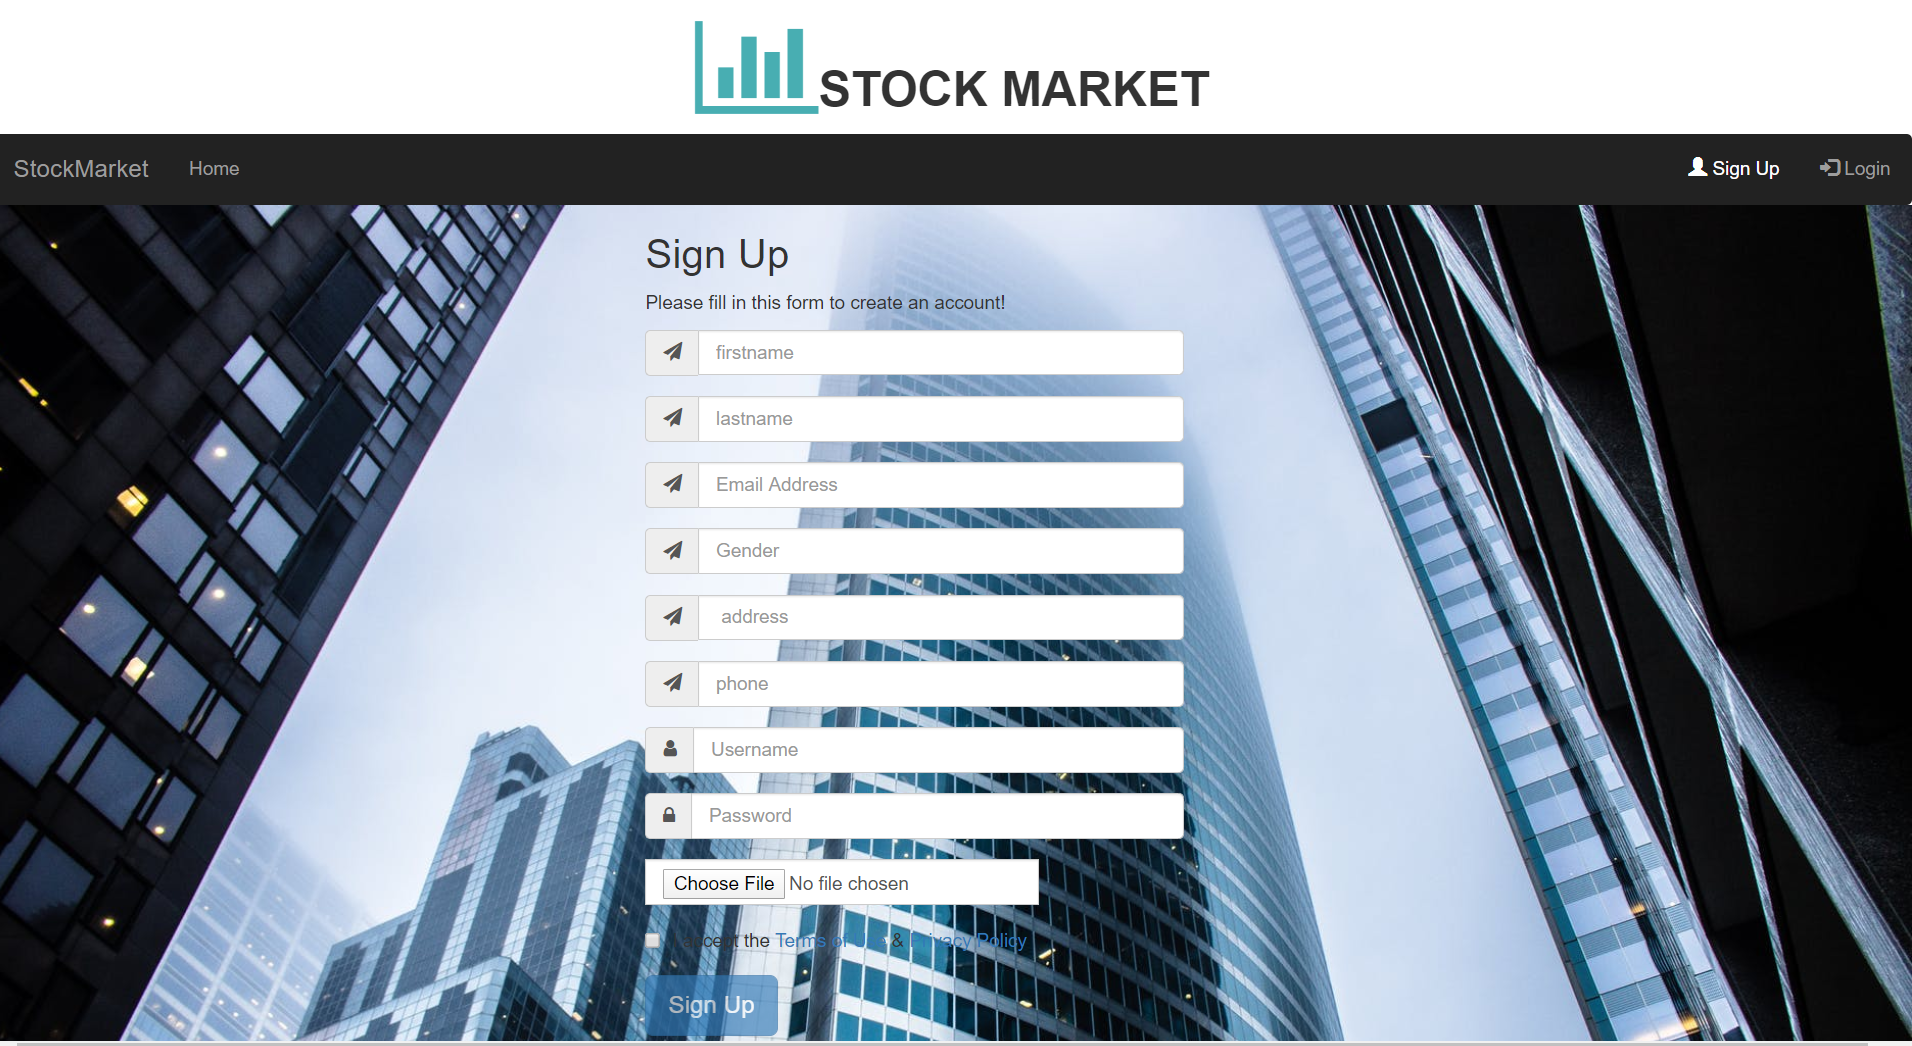 STOCK MARKET
StockMarket Home Sign Up Login
Sign Up
Please fill in this form to create an account!
firstname
lastname
Email Address
Gender
address
phone
Username
Password
Choose File No file chosen
I accept the Terms of Use & Privacy Policy
Sign Up